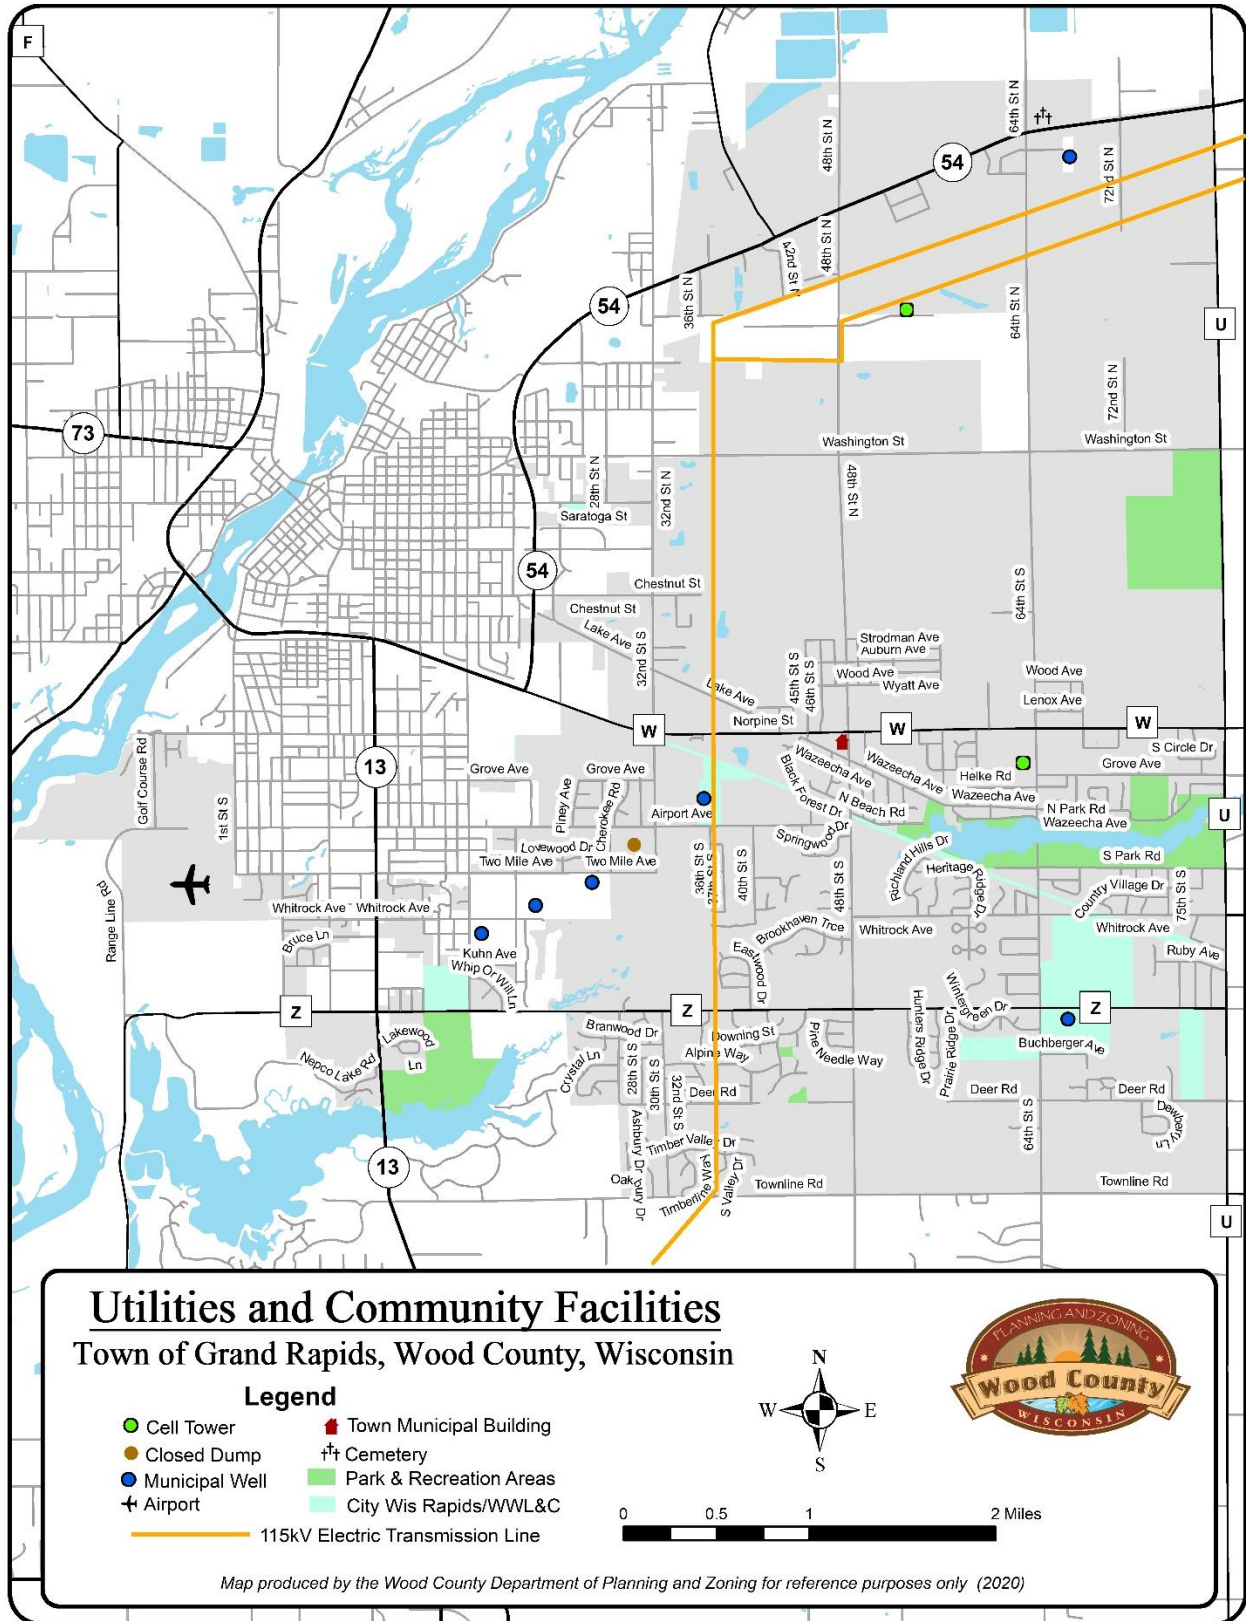 F
48th St N
64th St N
54
72nd St N
48th St N
42nd St N
36th St N
54
64th St N
U
72nd St N
73
Washington St
Washington St
28th St N
32nd St N
48th St N
Saratoga St
54
Chestnut St
64th St S
Chestnut St
Lake Ave
32nd St S
Strodman Ave
Auburn Ave
45th St S
46th St S
Wood Ave
Wood Ave
Wyatt Ave
Lake Ave
Lenox Ave
Norpine St
W
W
W
Golf Course Rd
13
S Circle Dr
Grove Ave
Grove Ave
Wazeecha Ave
Wazeecha Ave
Helke Rd
Grove Ave
Black Forest Dr
Piney Ave
Cherokee Rd
Wazeecha Ave
N Beach Rd
N Park Rd
1st St S
Airport Ave
Wazeecha Ave
U
Springwood Dr
Lovewood Dr
Two Mile Ave
Two Mile Ave
36th St S
37th St S
40th St S
48th St S
Richland Hills Dr
S Park Rd
Heritage Ridge Dr
Country Village Dr
75th St S
Range Line Rd
Whitrock Ave
Whitrock Ave
Brookhaven Trce
Whitrock Ave
Whitrock Ave
Bruce Ln
Kuhn Ave
Whip Or Will Ln
Eastwood Dr
Ruby Ave
Wintergreen Dr
Z
Z
Z
Lakewood
Ln
Branwood Dr
Downing St
Pine Needle Way
Hunters Ridge Dr
Prairie Ridge Dr
Buchberger Ave
Nepco Lake Rd
Crystal Ln
28th St S
30th St S
32nd St S
Alpine Way
Deer Rd
Deer Rd
Deer Rd
64th St S
Dewberry Ln
Ashbury Dr
Timber Valley Dr
13
Oak
bury Dr
Timberline Way
La
S Valley Dr
Townline Rd
Townline Rd
U
Utilities and Community Facilities
Town of Grand Rapids, Wood County, Wisconsin
Legend
Cell Tower
Town Municipal Building
Closed Dump
Cemetery
Municipal Well
Park & Recreation Areas
Airport
City Wis Rapids/WWL&C
115kV Electric Transmission Line
N
W
E
S
PLANNING AND ZONING
Wood County
WISCONSIN
0 0.5 1 2 Miles
Map produced by the Wood County Department of Planning and Zoning for reference purposes only (2020)